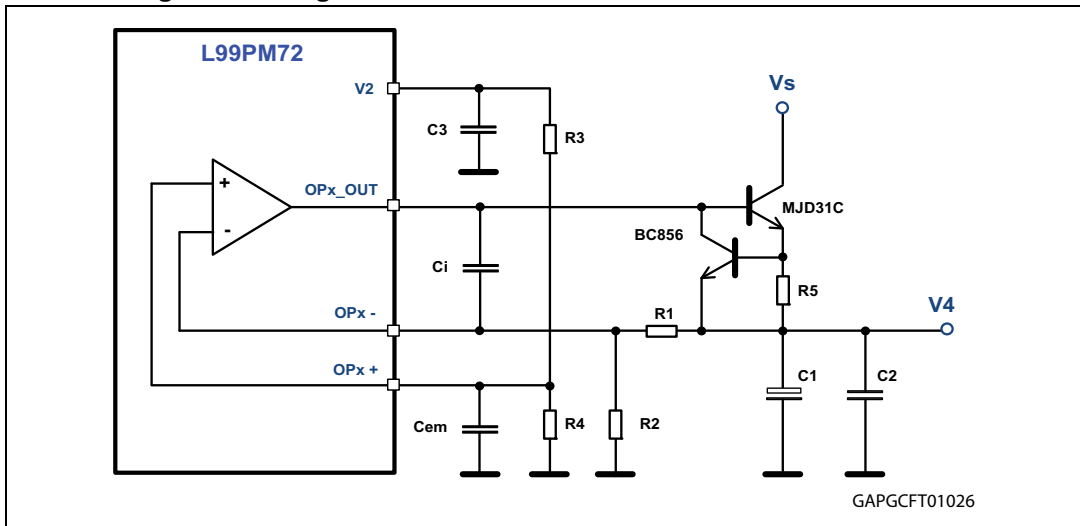 L99PM72
Vs
V2
C3
R3
OPx_OUT
MJD31C
BC856
+
-
Ci
R5
OPx -
R1
V4
OPx +
C1
C2
Cem
R4
R2
GAPGCFT01026